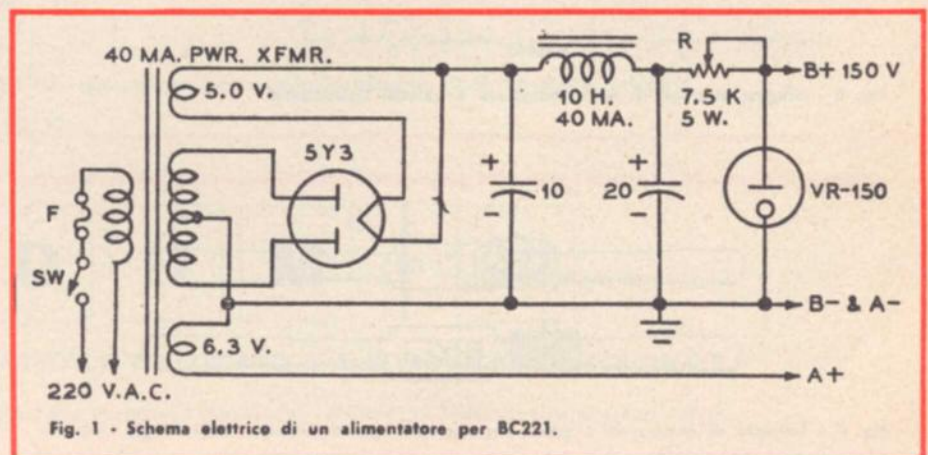 40 MA. PWR. XFMR.
5.0 V.
5Y3
F
SW
6.3 V.
220 V.A.C.
+
10
-
10 H.
40 MA.
+
20
-
R
7.5 K
5 W.
B+ 150 V
VR-150
B- & A-
A+
Fig. 1 - Schema elettrico di un alimentatore per BC221.